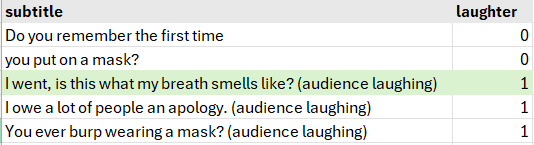 subtitle laughter
Do you remember the first time 0
you put on a mask? 0
I went, is this what my breath smells like? (audience laughing) 1
I owe a lot of people an apology. (audience laughing) 1
You ever burp wearing a mask? (audience laughing) 1